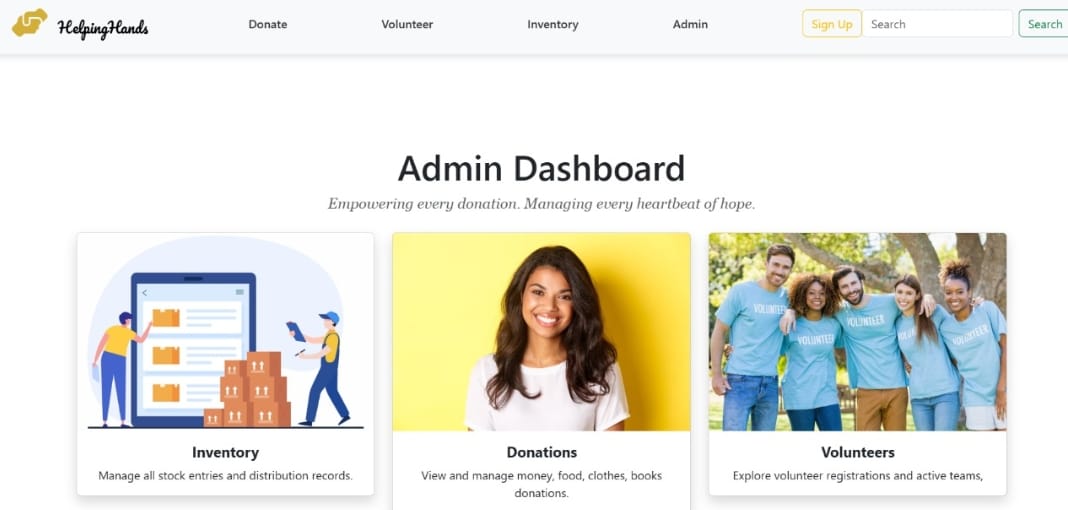 HelpingHands
Donate
Volunteer
Inventory
Admin
Sign Up
Search
Search
Admin Dashboard
Empowering every donation. Managing every heartbeat of hope.
VOLUNTEER
VOLUNTEER
VOLUNTEER
VOLUNTEER
Inventory
Manage all stock entries and distribution records.
Donations
View and manage money, food, clothes, books
donations.
Volunteers
Explore volunteer registrations and active teams,